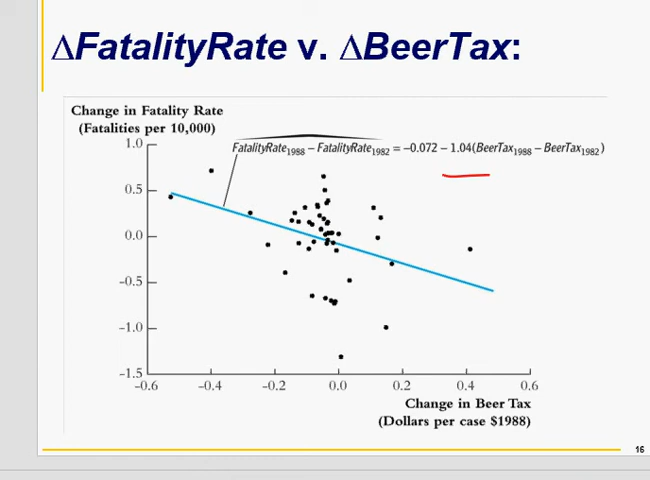 ΔFatalityRate v. ΔBeerTax:
Change in Fatality Rate
(Fatalities per 10,000)
FatalityRate1988 – FatalityRate1982 = –0.072 – 1.04(BeerTax1988 – BeerTax1982)
1.0
0.5
0.0
–0.5
–1.0
–1.5
–0.6 –0.4 –0.2 0.0 0.2 0.4 0.6
Change in Beer Tax
(Dollars per case $1988)
16